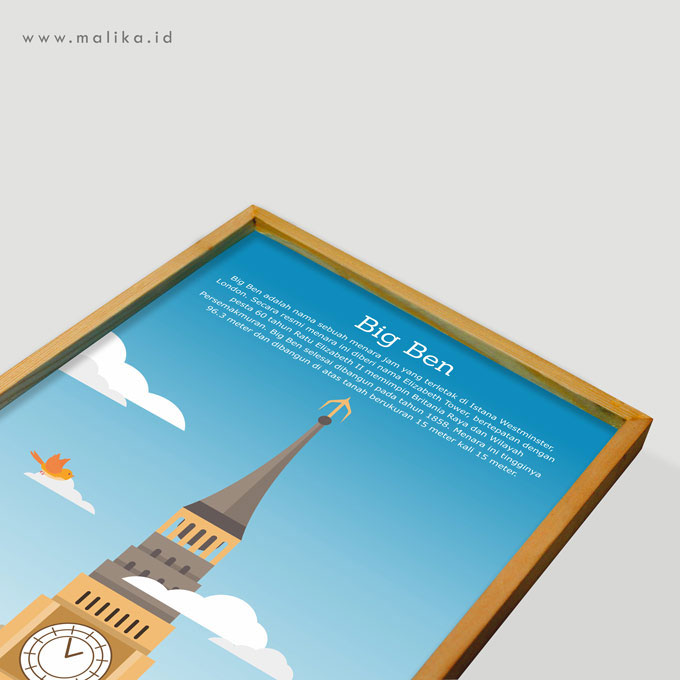 www.malika.id
Big Ben
Big Ben adalah nama sebuah menara jam yang terletak di Istana Westminster,
London. Secara resmi menara ini diberi nama Elizabeth Tower, bertepatan dengan
pesta 60 tahun Ratu Elizabeth II memimpin Britania Raya dan Wilayah
Persemakmuran. Big Ben selesai dibangun pada tahun 1858. Menara ini tingginya
96.3 meter dan dibangun di atas tanah berukuran 15 meter kali 15 meter.